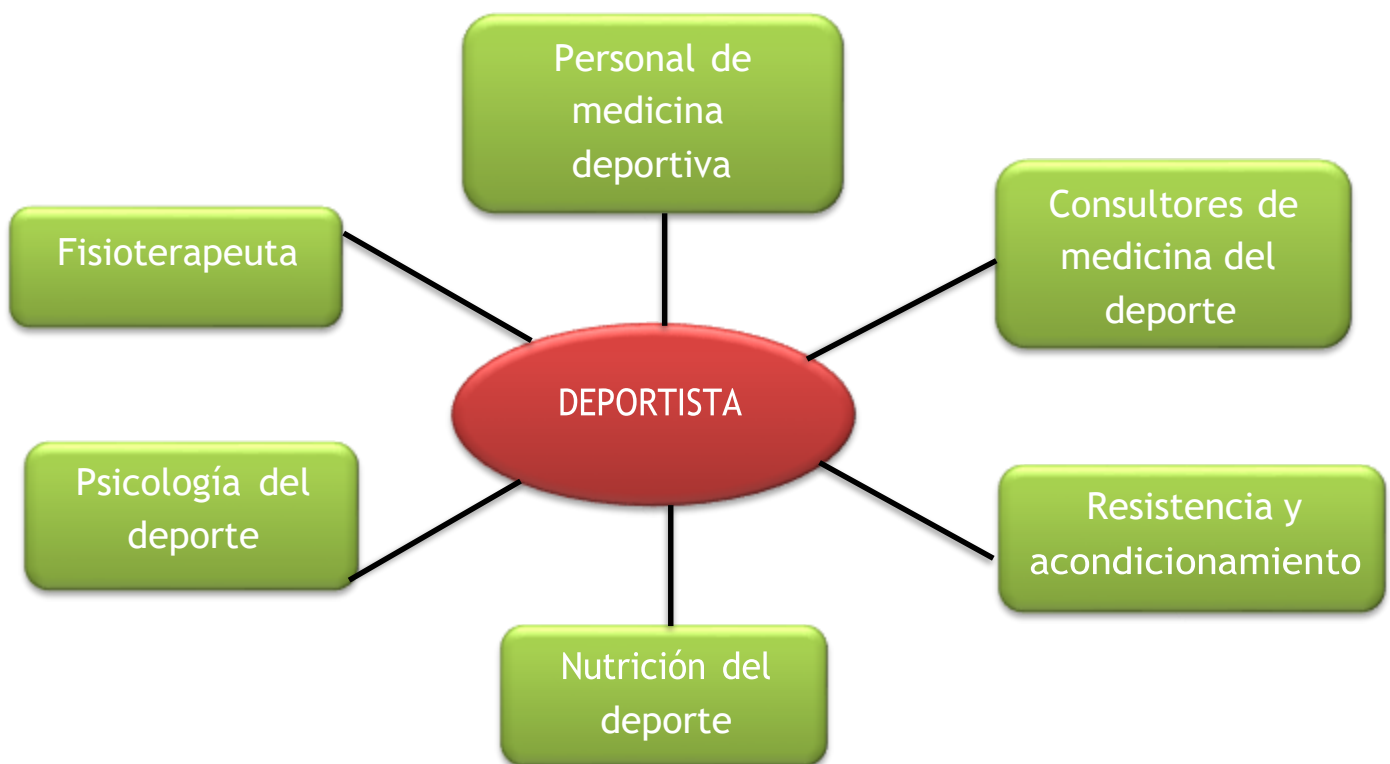 Personal de
medicina
deportiva
Consultores de
medicina del
deporte
Fisioterapeuta
DEPORTISTA
Psicología del
deporte
Resistencia y
acondicionamiento
Nutrición del
deporte